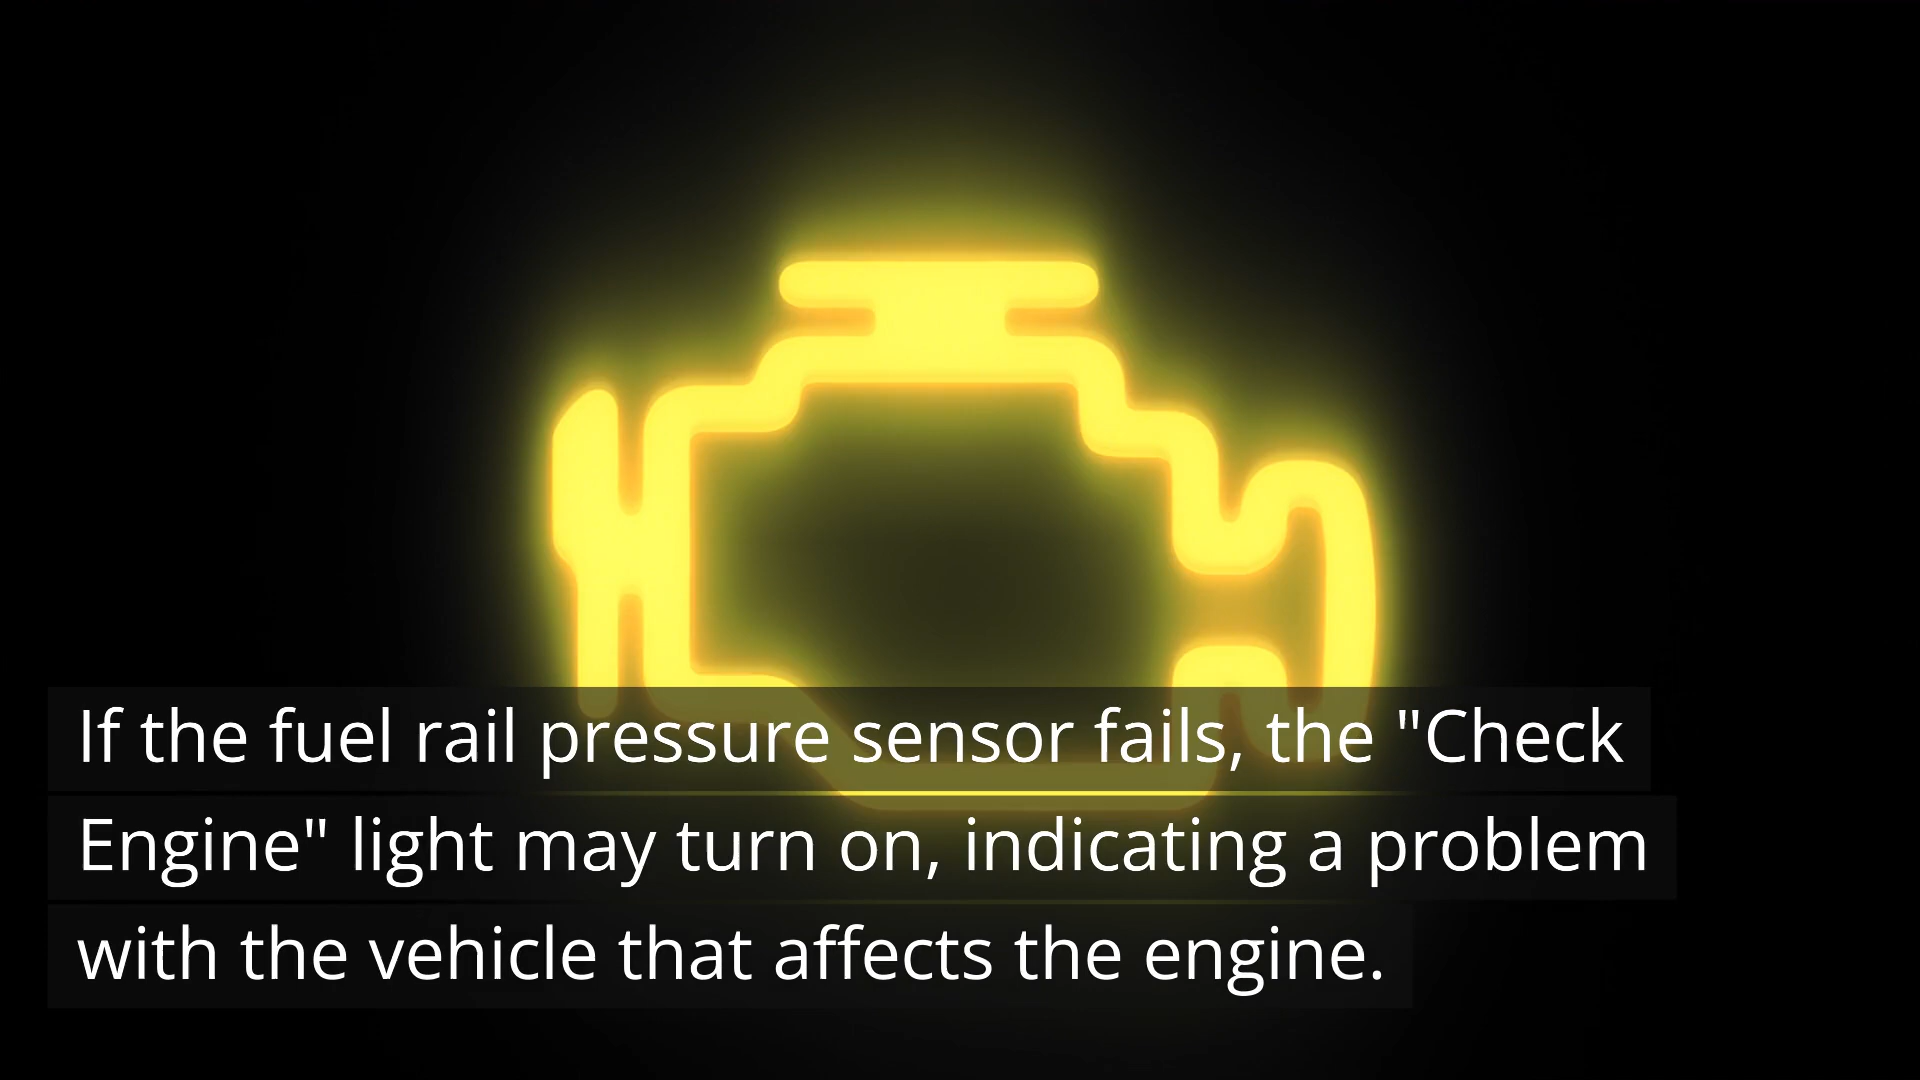 If the fuel rail pressure sensor fails, the "Check
Engine" light may turn on, indicating a problem
with the vehicle that affects the engine.